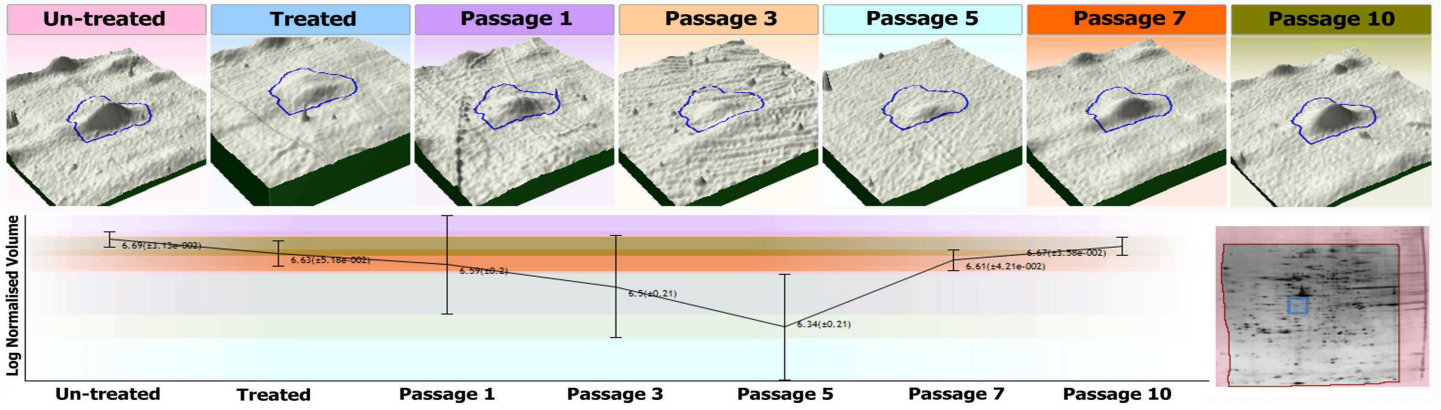 Un-treated Treated Passage 1 Passage 3 Passage 5 Passage 7 Passage 10
Log Normalised Volume
6.69(±3.13e-002)
6.63(±5.18e-002)
6.59(±0.2)
6.5(±0.21)
6.34(±0.21)
6.61(±4.21e-002)
6.67(±3.58e-002)
Un-treated Treated Passage 1 Passage 3 Passage 5 Passage 7 Passage 10